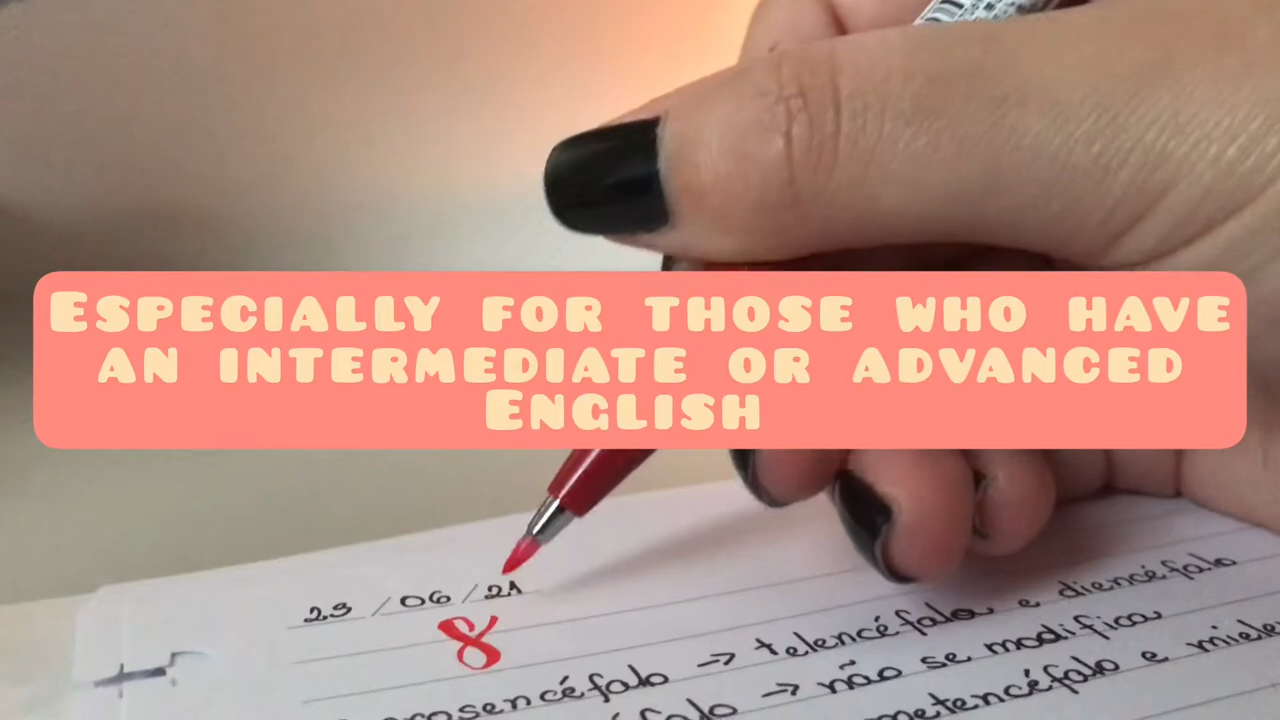 Especially for those who have
an intermediate or advanced
English
23 /06 /21
8
prosencéfalo → telencéfalo e diencéfalo
→ não se modifica
metencéfalo e